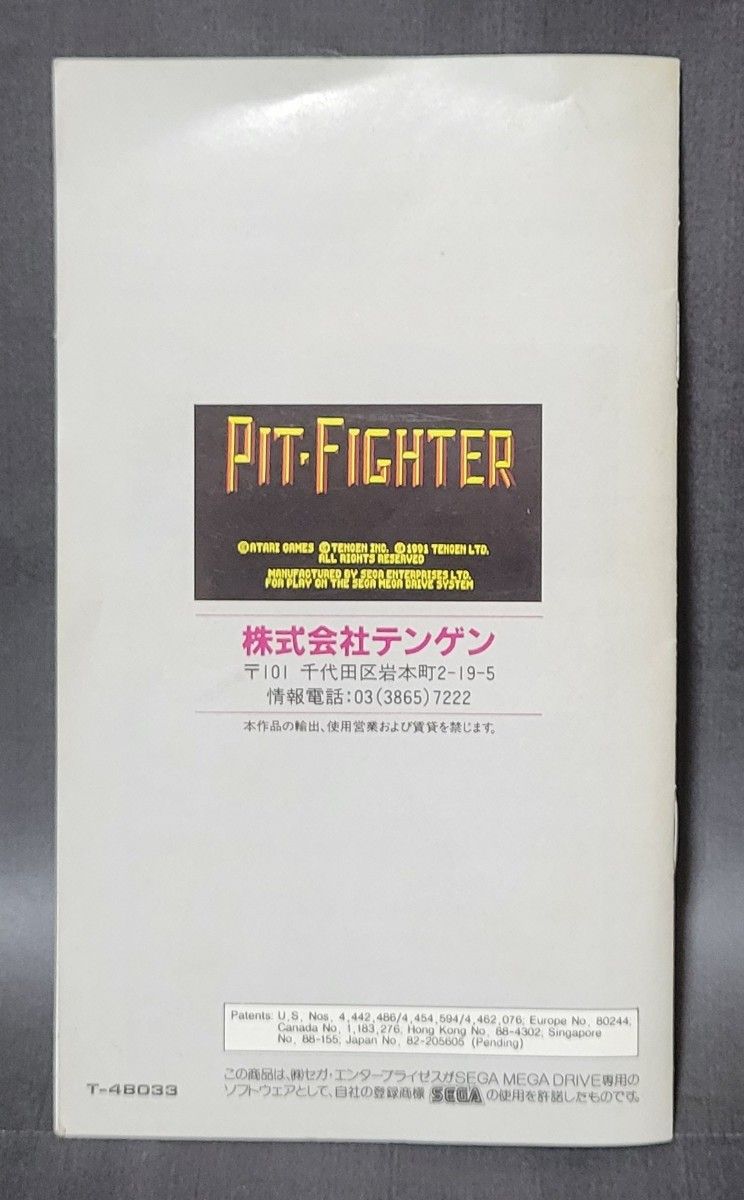 PIT-FIGHTER
©ATARI GAMES ©TENGEN INC. ©1991 TENGEN LTD.
ALL RIGHTS RESERVED
MANUFACTURED BY SEGA ENTERPRISES LTD.
FOR PLAY ON THE SEGA MEGA DRIVE SYSTEM
株式会社テンゲン
〒101 千代田区岩本町2-19-5
情報電話:03(3865)7222
本作品の輸出、使用営業および賃貸を禁じます。
Patents: U.S. Nos. 4,442,486/4,454,594/4,462,076; Europe No. 80244;
Canada No. 1,183,276; Hong Kong No. 88-4302; Singapore
No. 88-155; Japan No. 82-205605 (Pending)
この商品は、㈱セガ・エンタープライゼスがSEGA MEGA DRIVE専用の
ソフトウェアとして、自社の登録商標 SEGA の使用を許諾したものです。
T-48033